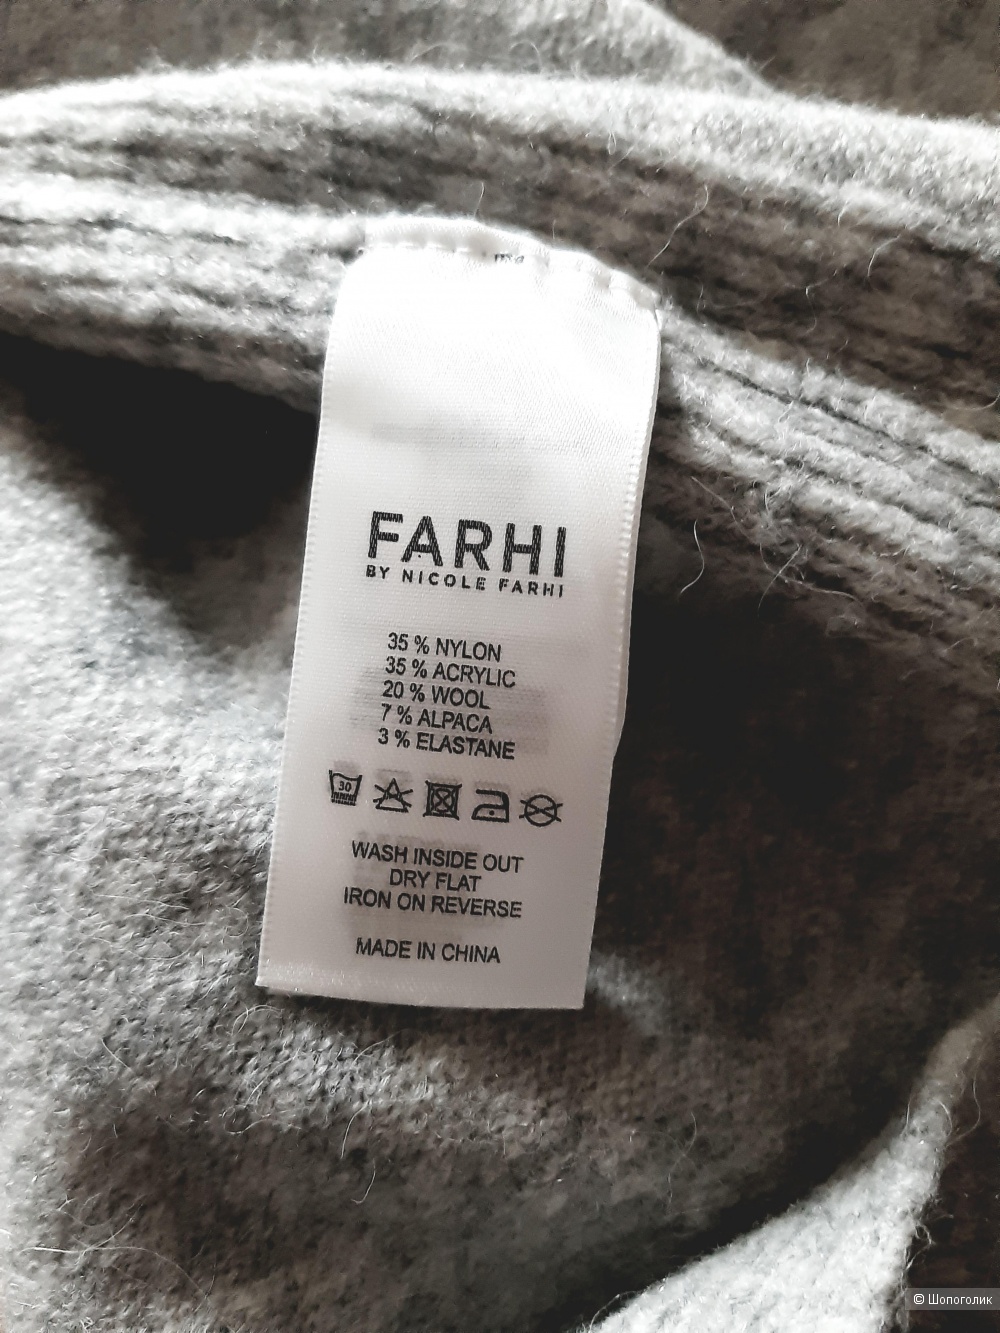 FARHI
BY NICOLE FARHI
35 % NYLON
35 % ACRYLIC
20 % WOOL
7 % ALPACA
3 % ELASTANE
30
WASH INSIDE OUT
DRY FLAT
IRON ON REVERSE
MADE IN CHINA
© Шопоголик